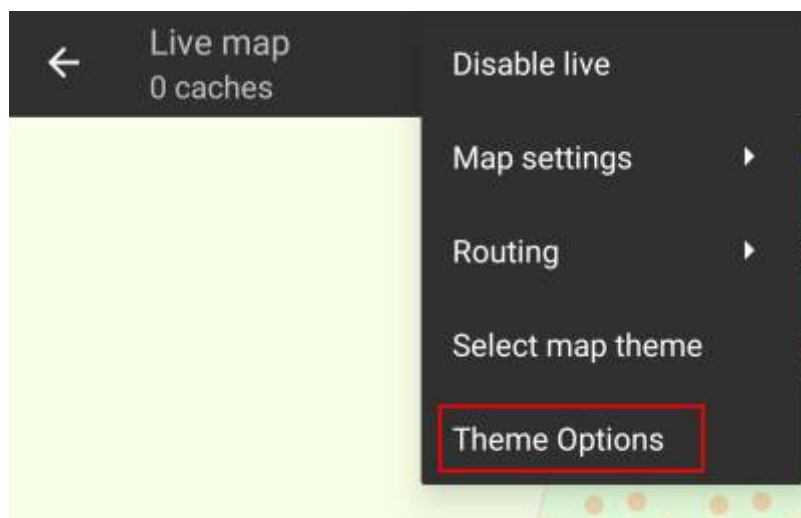 Live map
0 caches
Disable live
Map settings
Routing
Select map theme
Theme Options